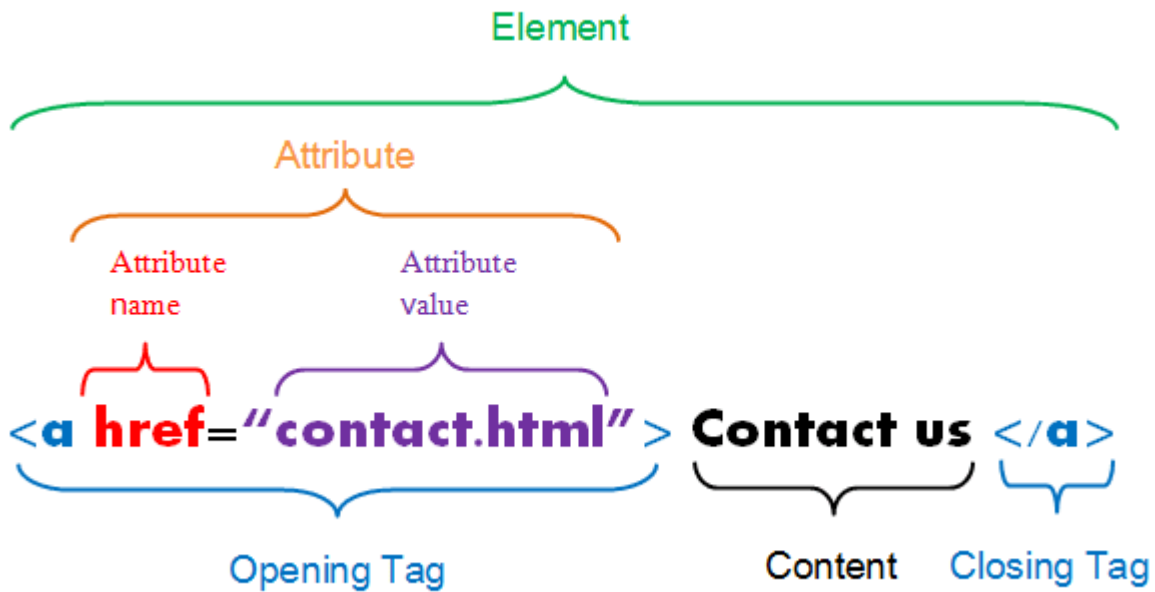 Element
Attribute
Attribute
name
Attribute
value
<a href=“contact.html”> Contact us </a>
Opening Tag
Content
Closing Tag